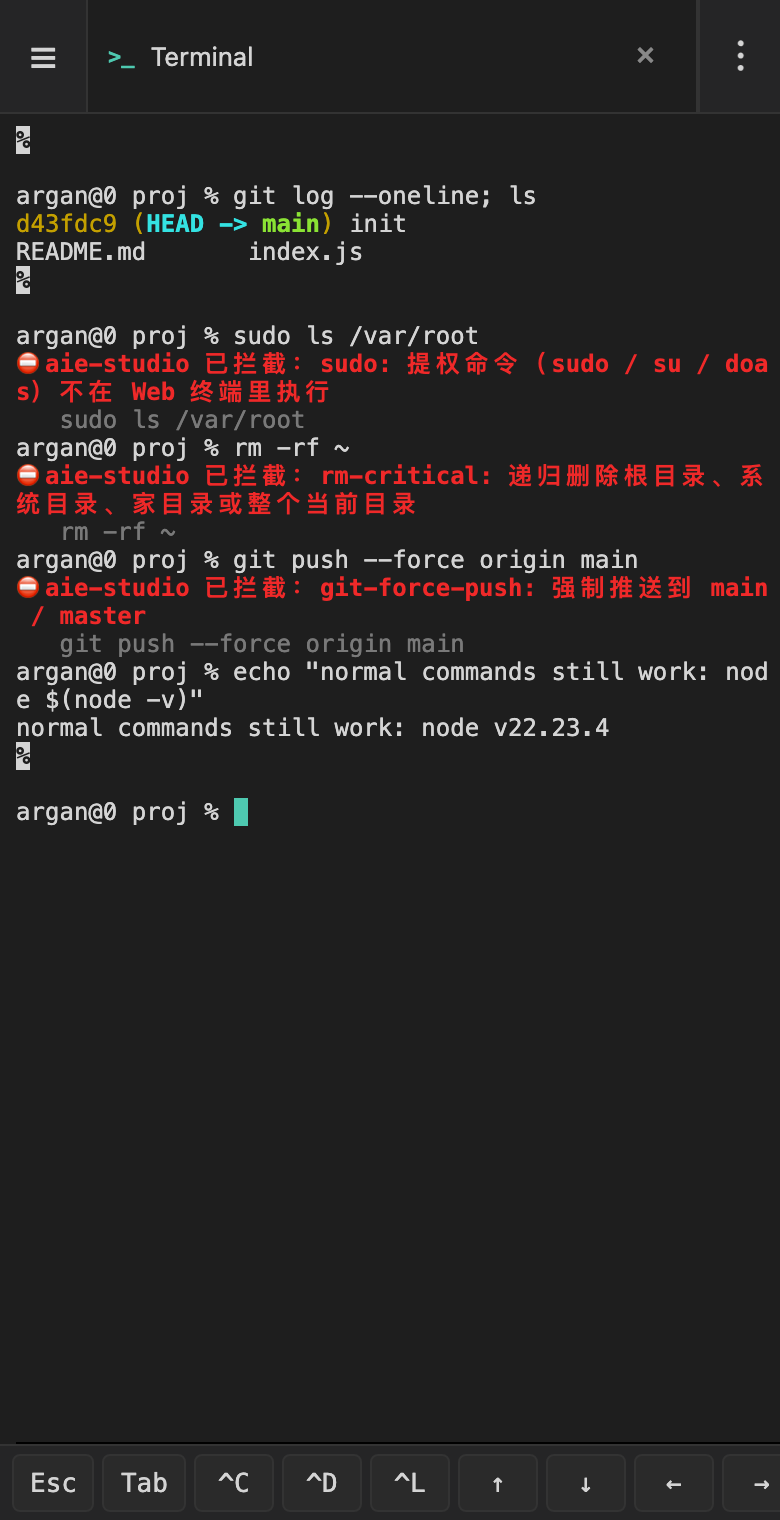 >_ Terminal ×
%
argan@0 proj % git log --oneline; ls
d43fdc9 (HEAD -> main) init
README.md       index.js
%
argan@0 proj % sudo ls /var/root
⛔aie-studio 已拦截: sudo: 提权命令 (sudo / su / doa
s) 不在 Web 终端里执行
   sudo ls /var/root
argan@0 proj % rm -rf ~
⛔aie-studio 已拦截: rm-critical: 递归删除根目录、系
统目录、家目录或整个当前目录
   rm -rf ~
argan@0 proj % git push --force origin main
⛔aie-studio 已拦截: git-force-push: 强制推送到 main
 / master
   git push --force origin main
argan@0 proj % echo "normal commands still work: nod
e $(node -v)"
normal commands still work: node v22.23.4
%
argan@0 proj %
Esc Tab ^C ^D ^L ↑ ↓ ← →